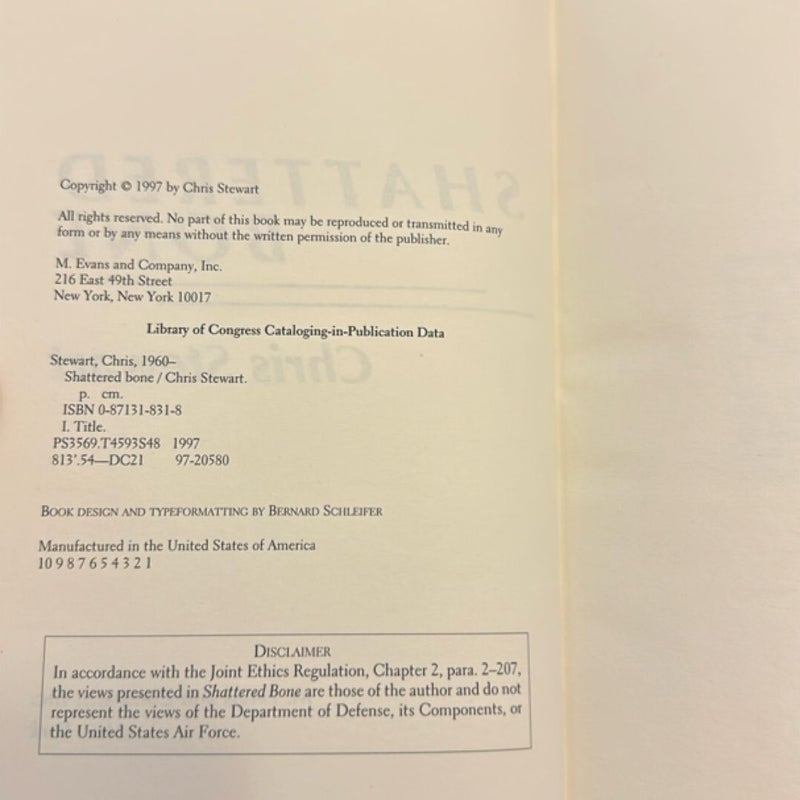 Copyright © 1997 by Chris Stewart
All rights reserved. No part of this book may be reproduced or transmitted in any
form or by any means without the written permission of the publisher.
M. Evans and Company, Inc.
216 East 49th Street
New York, New York 10017
Library of Congress Cataloging-in-Publication Data
Stewart, Chris, 1960–
Shattered bone / Chris Stewart.
p. cm.
ISBN 0-87131-831-8
I. Title.
PS3569.T4593S48 1997
813'.54—DC21 97-20580
BOOK DESIGN AND TYPEFORMATTING BY BERNARD SCHLEIFER
Manufactured in the United States of America
10 9 8 7 6 5 4 3 2 1
DISCLAIMER
In accordance with the Joint Ethics Regulation, Chapter 2, para. 2–207,
the views presented in Shattered Bone are those of the author and do not
represent the views of the Department of Defense, its Components, or
the United States Air Force.